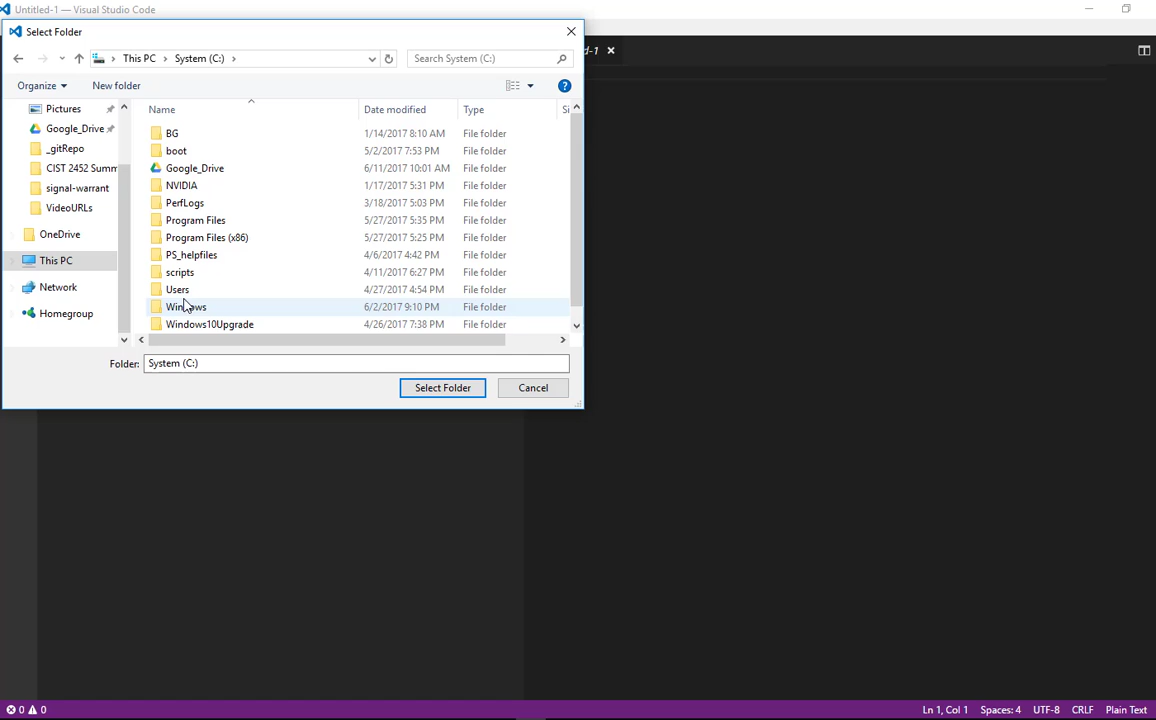 Untitled-1 — Visual Studio Code
Select Folder
This PC
System (C:)
Search System (C:)
Organize
New folder
Name
Date modified
Type
Si
Pictures
Google_Drive
_gitRepo
CIST 2452 Summ
signal-warrant
VideoURLs
OneDrive
This PC
Network
Homegroup
BG 1/14/2017 8:10 AM File folder
boot 5/2/2017 7:53 PM File folder
Google_Drive 6/11/2017 10:01 AM File folder
NVIDIA 1/17/2017 5:31 PM File folder
PerfLogs 3/18/2017 5:03 PM File folder
Program Files 5/27/2017 5:35 PM File folder
Program Files (x86) 5/27/2017 5:25 PM File folder
PS_helpfiles 4/6/2017 4:42 PM File folder
scripts 4/11/2017 6:27 PM File folder
Users 4/27/2017 4:54 PM File folder
Windows 6/2/2017 9:10 PM File folder
Windows10Upgrade 4/26/2017 7:38 PM File folder
Folder: System (C:)
Select Folder
Cancel
d-1
0 0
Ln 1, Col 1 Spaces: 4 UTF-8 CRLF Plain Text